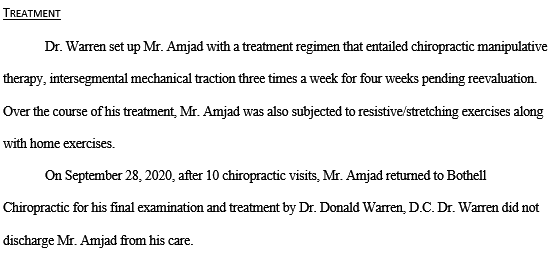 TREATMENT
Dr. Warren set up Mr. Amjad with a treatment regimen that entailed chiropractic manipulative
therapy, intersegmental mechanical traction three times a week for four weeks pending reevaluation.
Over the course of his treatment, Mr. Amjad was also subjected to resistive/stretching exercises along
with home exercises.
On September 28, 2020, after 10 chiropractic visits, Mr. Amjad returned to Bothell
Chiropractic for his final examination and treatment by Dr. Donald Warren, D.C. Dr. Warren did not
discharge Mr. Amjad from his care.